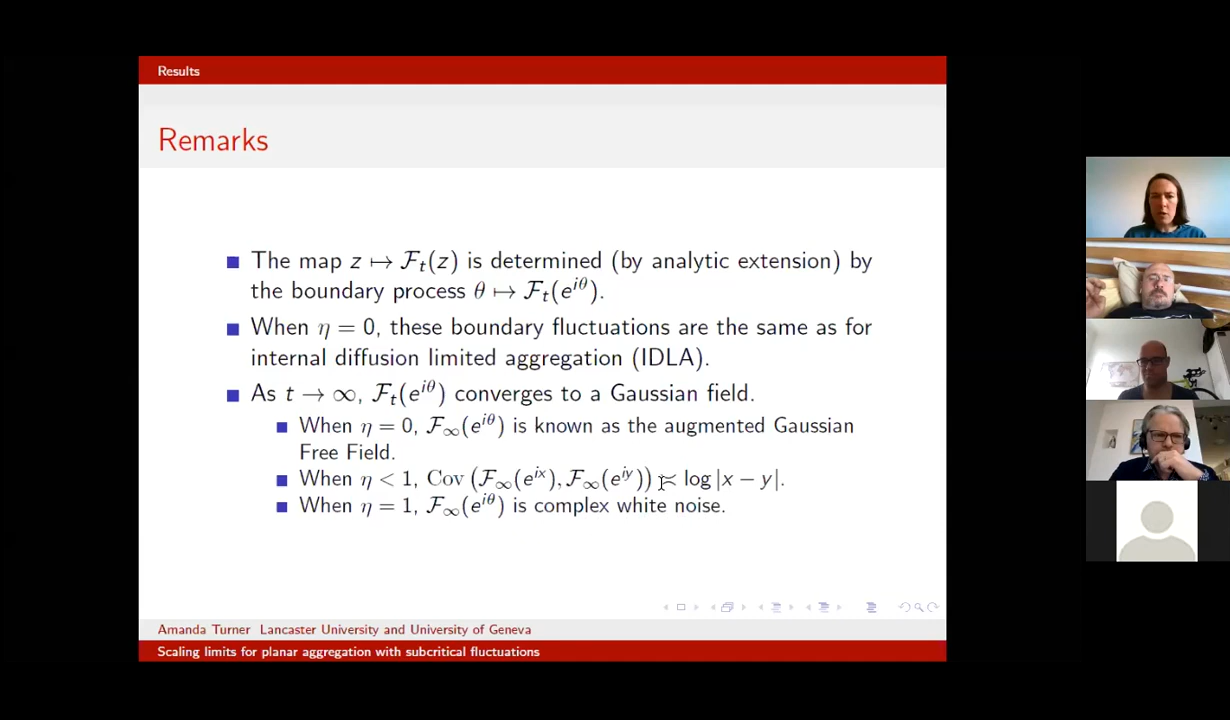 Results
Remarks
■ The map z ↦ ℱₜ(z) is determined (by analytic extension) by
the boundary process θ ↦ ℱₜ(e^{iθ}).
■ When η = 0, these boundary fluctuations are the same as for
internal diffusion limited aggregation (IDLA).
■ As t → ∞, ℱₜ(e^{iθ}) converges to a Gaussian field.
■ When η = 0, ℱ_∞(e^{iθ}) is known as the augmented Gaussian
Free Field.
■ When η < 1, Cov (ℱ_∞(e^{ix}), ℱ_∞(e^{iy})) ≍ log |x − y|.
■ When η = 1, ℱ_∞(e^{iθ}) is complex white noise.
Amanda Turner Lancaster University and University of Geneva
Scaling limits for planar aggregation with subcritical fluctuations